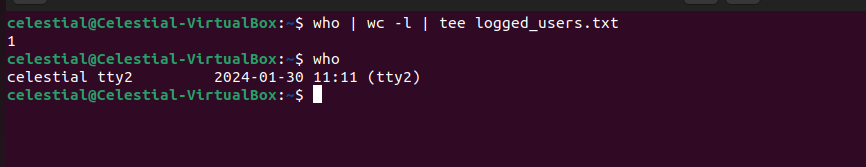 celestial@Celestial-VirtualBox:~$ who | wc -l | tee logged_users.txt
1
celestial@Celestial-VirtualBox:~$ who
celestial tty2         2024-01-30 11:11 (tty2)
celestial@Celestial-VirtualBox:~$